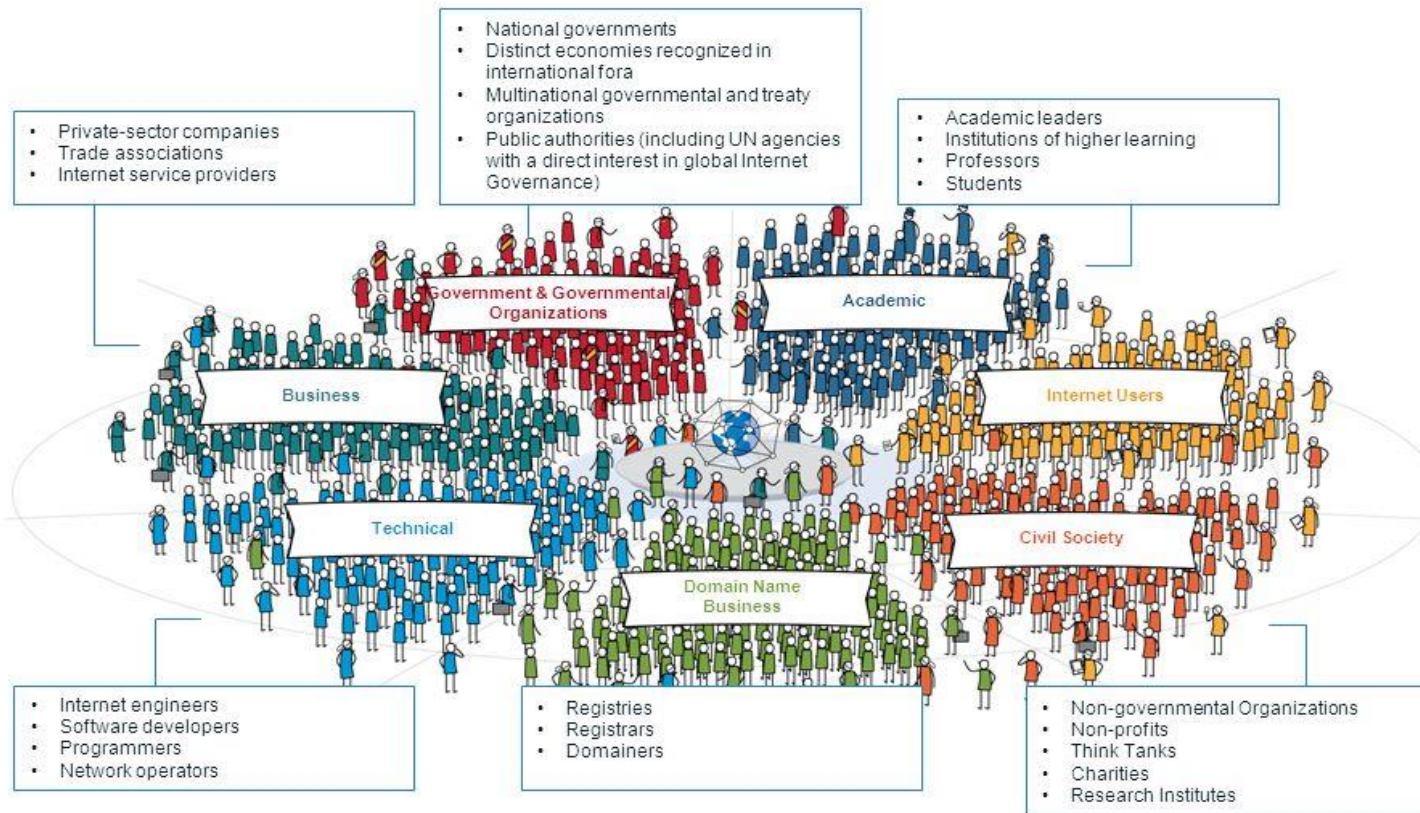 • National governments
• Distinct economies recognized in
international fora
• Multinational governmental and treaty
organizations
• Public authorities (including UN agencies
with a direct interest in global Internet
Governance)
• Private-sector companies
• Trade associations
• Internet service providers
• Academic leaders
• Institutions of higher learning
• Professors
• Students
Government & Governmental
Organizations
Academic
Business
Internet Users
Technical
Civil Society
Domain Name
Business
• Internet engineers
• Software developers
• Programmers
• Network operators
• Registries
• Registrars
• Domainers
• Non-governmental Organizations
• Non-profits
• Think Tanks
• Charities
• Research Institutes